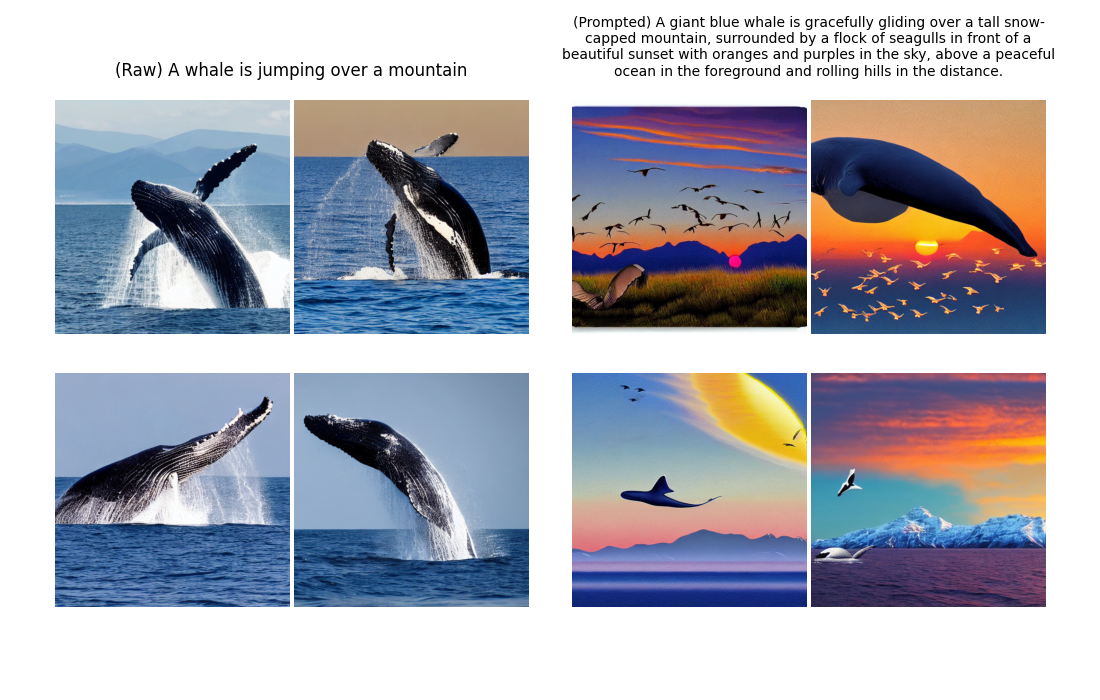 (Raw) A whale is jumping over a mountain
(Prompted) A giant blue whale is gracefully gliding over a tall snow-
capped mountain, surrounded by a flock of seagulls in front of a
beautiful sunset with oranges and purples in the sky, above a peaceful
ocean in the foreground and rolling hills in the distance.